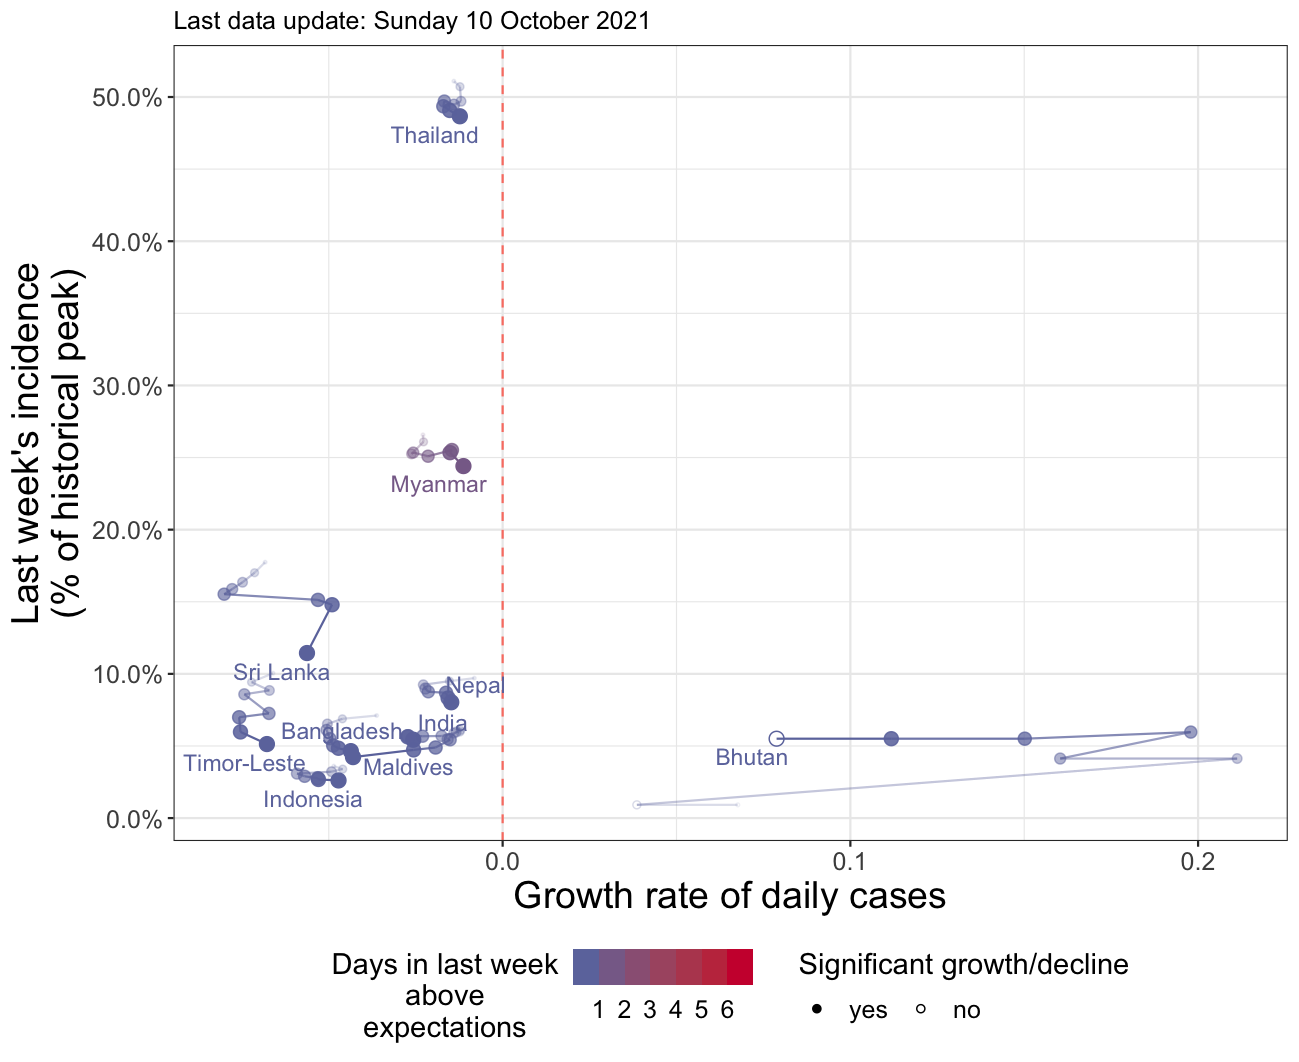 Last data update: Sunday 10 October 2021
Last week's incidence
(% of historical peak)
50.0%
40.0%
30.0%
20.0%
10.0%
0.0%
Thailand
Myanmar
Sri Lanka
Nepal
India
Bangladesh
Timor-Leste
Maldives
Indonesia
Bhutan
0.0 0.1 0.2
Growth rate of daily cases
Days in last week
above
expectations
1 2 3 4 5 6
Significant growth/decline
yes no